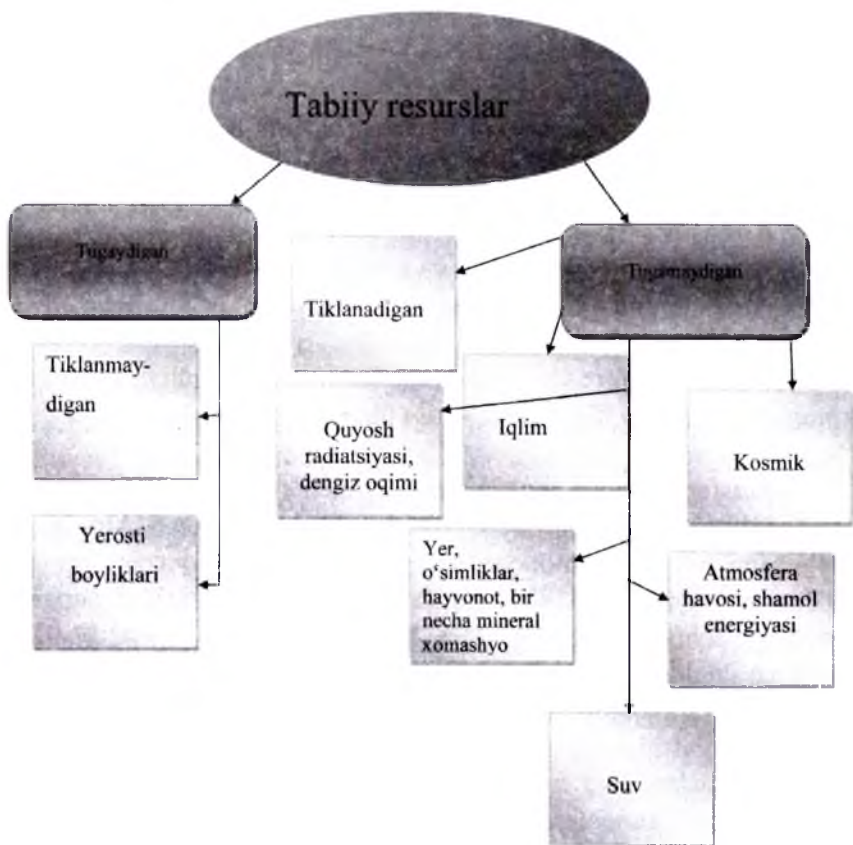 Tabiiy resurslar
Tugaydigan
Tugamaydigan
Tiklanadigan
Tiklanmay-
digan
Iqlim
Quyosh
radiatsiyasi,
dengiz oqimi
Kosmik
Yerosti
boyliklari
Yer,
o‘simliklar,
hayvonot, bir
necha mineral
xomashyo
Atmosfera
havosi, shamol
energiyasi
Suv